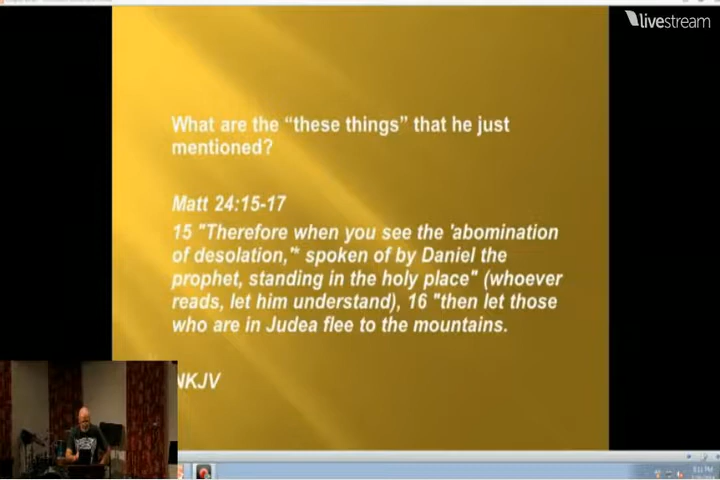 livestream
What are the “these things” that he just
mentioned?
Matt 24:15-17
15 "Therefore when you see the 'abomination
of desolation,'* spoken of by Daniel the
prophet, standing in the holy place" (whoever
reads, let him understand), 16 "then let those
who are in Judea flee to the mountains.
NKJV